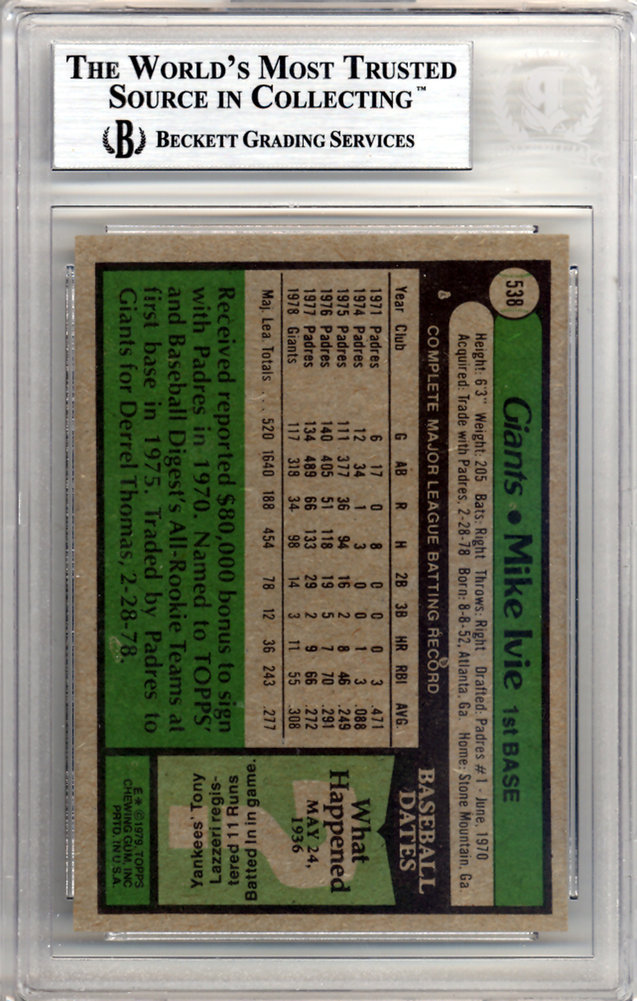 THE WORLD'S MOST TRUSTED
SOURCE IN COLLECTING™
B BECKETT GRADING SERVICES
538
Giants • Mike Ivie 1st BASE
Height: 6'3" Weight: 205 Bats: Right Throws: Right Drafted: Padres #1 - June, 1970
Acquired: Trade with Padres, 2-28-78 Born: 8-8-52, Atlanta, Ga. Home: Stone Mountain, Ga.
COMPLETE MAJOR LEAGUE BATTING RECORD
Year Club G AB R H 2B 3B HR RBI AVG.
1971 Padres 6 17 0 8 0 0 0 3 .471
1974 Padres 12 34 1 3 0 0 1 3 .088
1975 Padres 111 377 36 94 16 2 8 46 .249
1976 Padres 140 405 51 118 19 5 7 70 .291
1977 Padres 134 489 66 133 29 2 9 66 .272
1978 Giants 117 318 34 98 14 3 11 55 .308
Maj. Lea. Totals . . . 520 1640 188 454 78 12 36 243 .277
Received reported $80,000 bonus to sign
with Padres in 1970. Named to TOPPS'
and Baseball Digest's All-Rookie Teams at
first base in 1975. Traded by Padres to
Giants for Derrel Thomas, 2-28-78.
BASEBALL
DATES
What
Happened
MAY 24,
1936
?
Yankees' Tony
Lazzeri regis-
tered 11 Runs
Batted In in game.
E * © 1979, TOPPS
CHEWING GUM, INC.
PRTD. IN U.S.A.